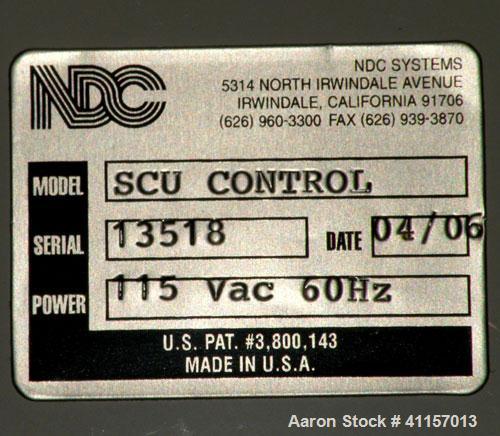 NDC
NDC SYSTEMS
5314 NORTH IRWINDALE AVENUE
IRWINDALE, CALIFORNIA 91706
(626) 960-3300 FAX (626) 939-3870
MODEL SCU CONTROL
SERIAL 13518 DATE 04/06
POWER 115 Vac 60Hz
U.S. PAT. #3,800,143
MADE IN U.S.A.
Aaron Stock # 41157013